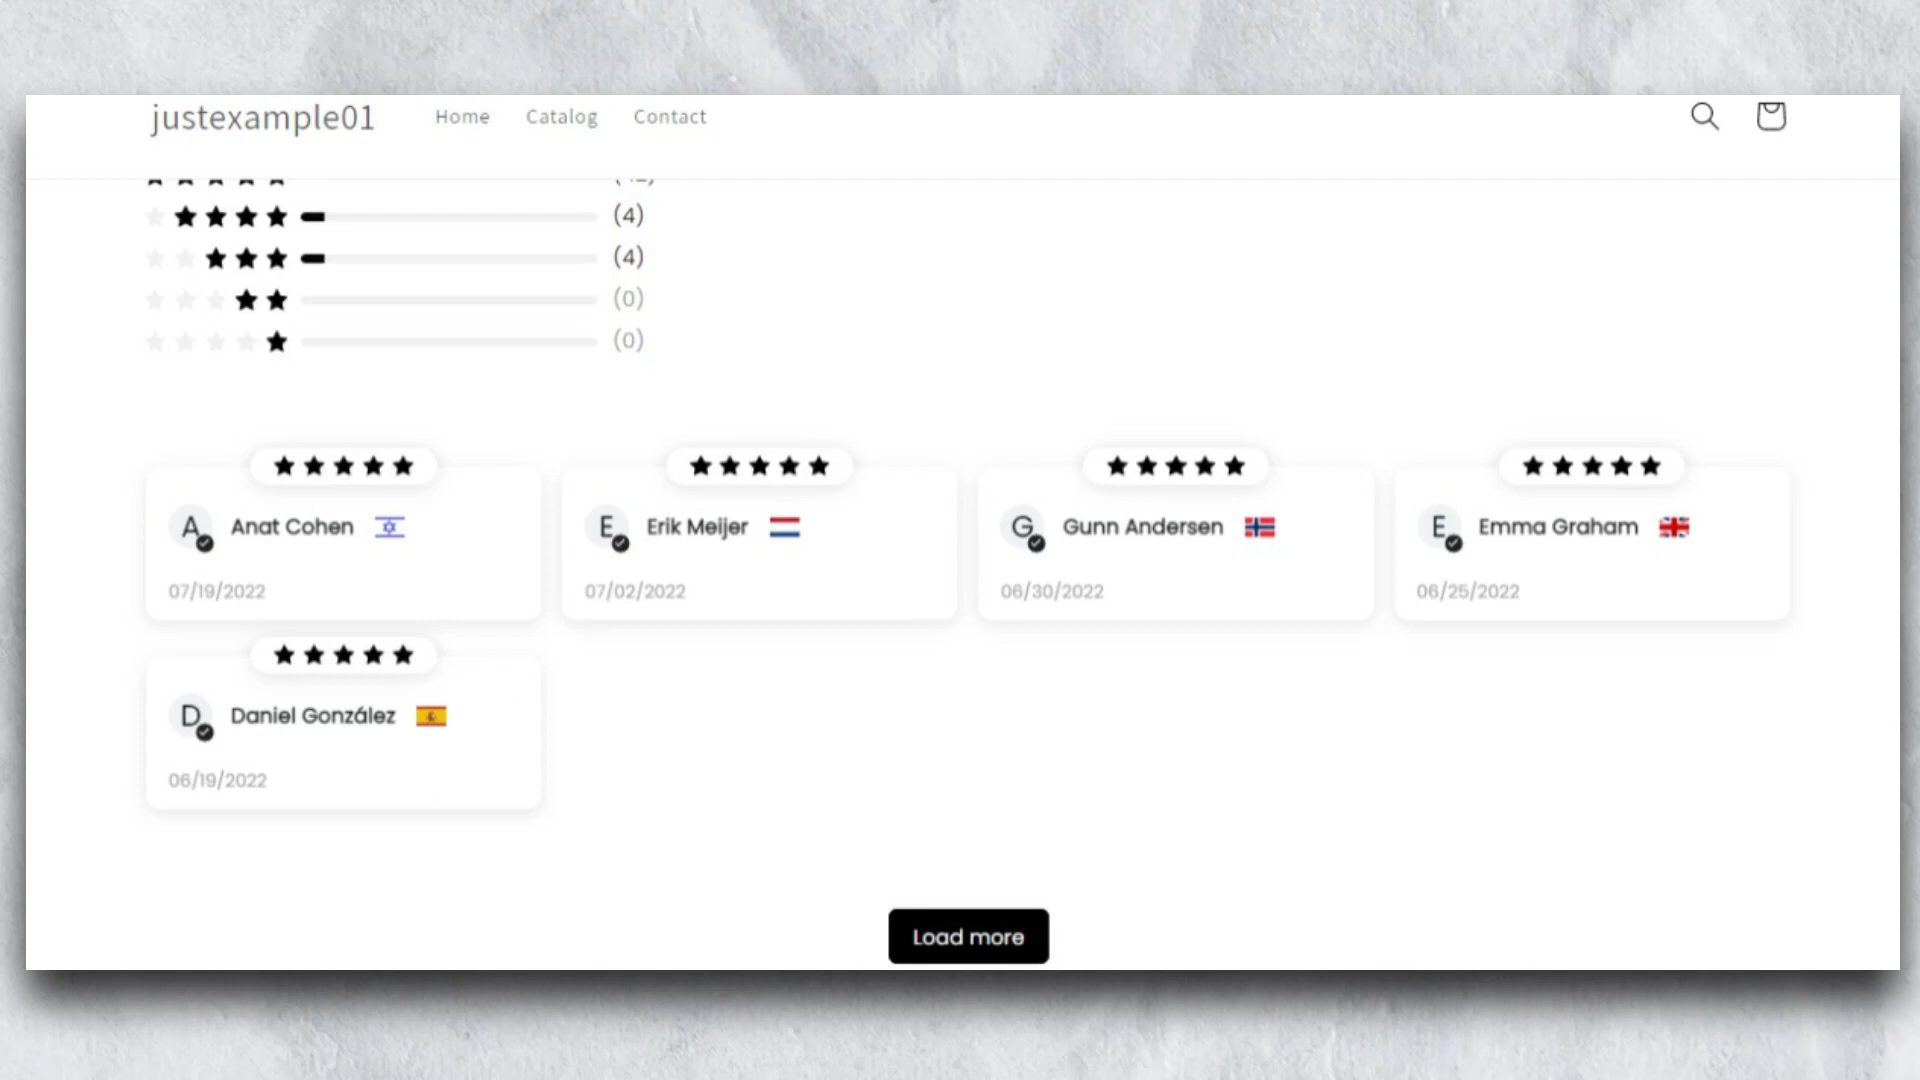 justexample01 Home Catalog Contact
(4)
(4)
(0)
(0)
A Anat Cohen
07/19/2022
E Erik Meijer
07/02/2022
G Gunn Andersen
06/30/2022
E Emma Graham
06/25/2022
D Daniel González
06/19/2022
Load more